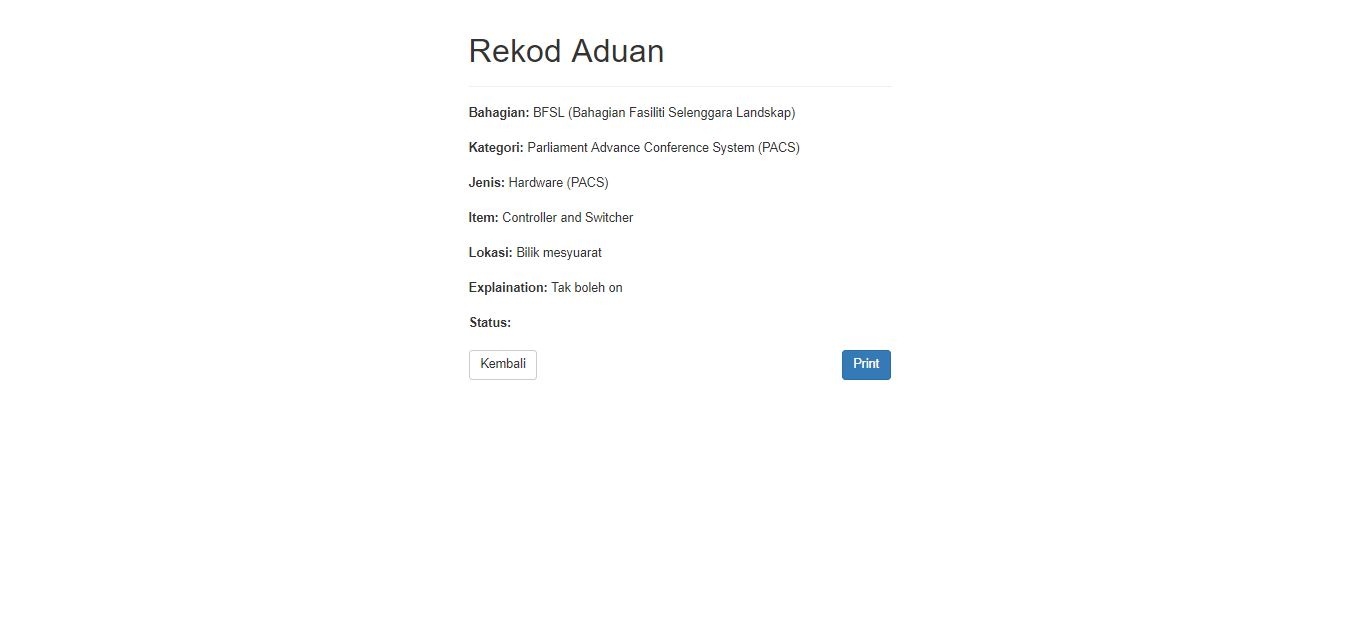 Rekod Aduan
Bahagian: BFSL (Bahagian Fasiliti Selenggara Landskap)
Kategori: Parliament Advance Conference System (PACS)
Jenis: Hardware (PACS)
Item: Controller and Switcher
Lokasi: Bilik mesyuarat
Explaination: Tak boleh on
Status:
Kembali
Print